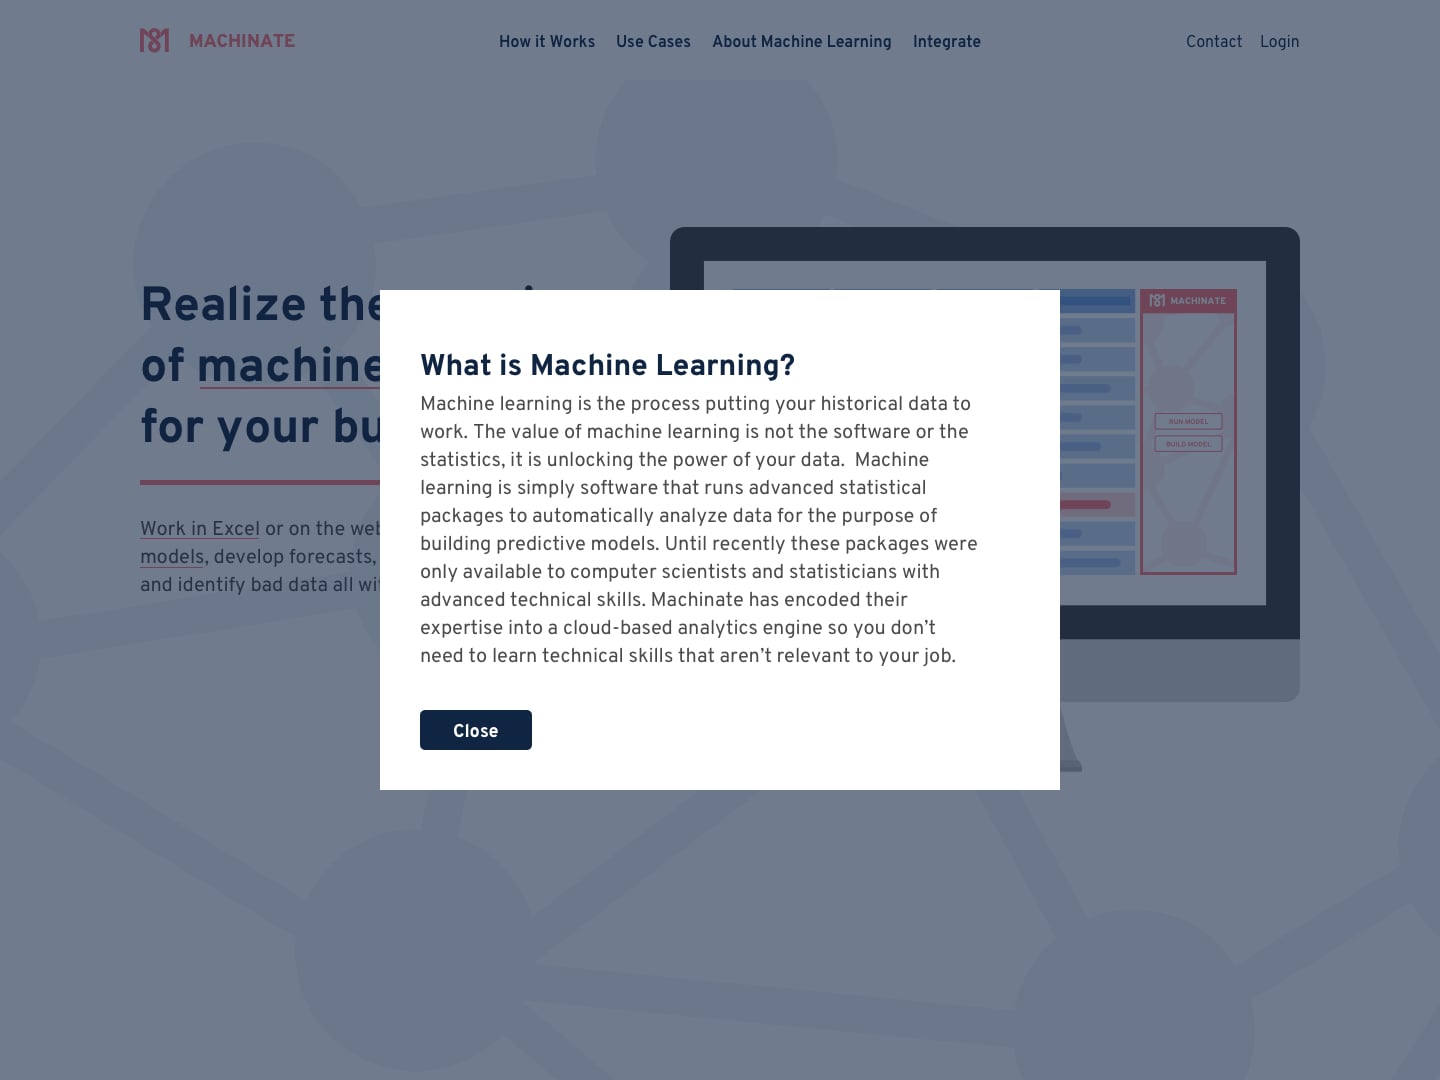 MACHINATE
How it Works Use Cases About Machine Learning Integrate
Contact Login
Realize the
of machine
for your bu
Work in Excel or on the web
models, develop forecasts,
and identify bad data all wi
What is Machine Learning?
Machine learning is the process putting your historical data to
work. The value of machine learning is not the software or the
statistics, it is unlocking the power of your data.  Machine
learning is simply software that runs advanced statistical
packages to automatically analyze data for the purpose of
building predictive models. Until recently these packages were
only available to computer scientists and statisticians with
advanced technical skills. Machinate has encoded their
expertise into a cloud-based analytics engine so you don’t
need to learn technical skills that aren’t relevant to your job.
Close
MACHINATE
RUN MODEL
BUILD MODEL